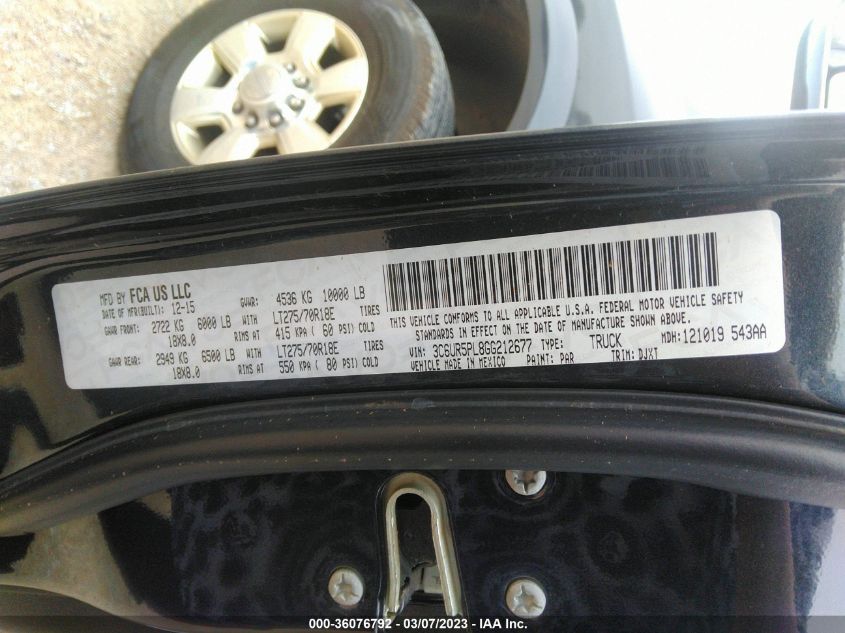 MFD BY FCA US LLC
DATE OF MFR(BUILT): 12-15 GVWR: 4536 KG 10000 LB
GAWR FRONT: 2722 KG 6000 LB WITH LT275/70R18E TIRES
18X8.0 RIMS AT 415 KPA ( 60 PSI) COLD
GAWR REAR: 2949 KG 6500 LB WITH LT275/70R18E TIRES
18X8.0 RIMS AT 550 KPA ( 80 PSI) COLD
THIS VEHICLE CONFORMS TO ALL APPLICABLE U.S.A. FEDERAL MOTOR VEHICLE SAFETY
STANDARDS IN EFFECT ON THE DATE OF MANUFACTURE SHOWN ABOVE.
VIN: 3C6UR5PL8GG212677 TYPE: TRUCK MDH: 121019 543AA
VEHICLE MADE IN MEXICO PAINT: PAR TRIM: DJXT
000-36076792 - 03/07/2023 - IAA Inc.